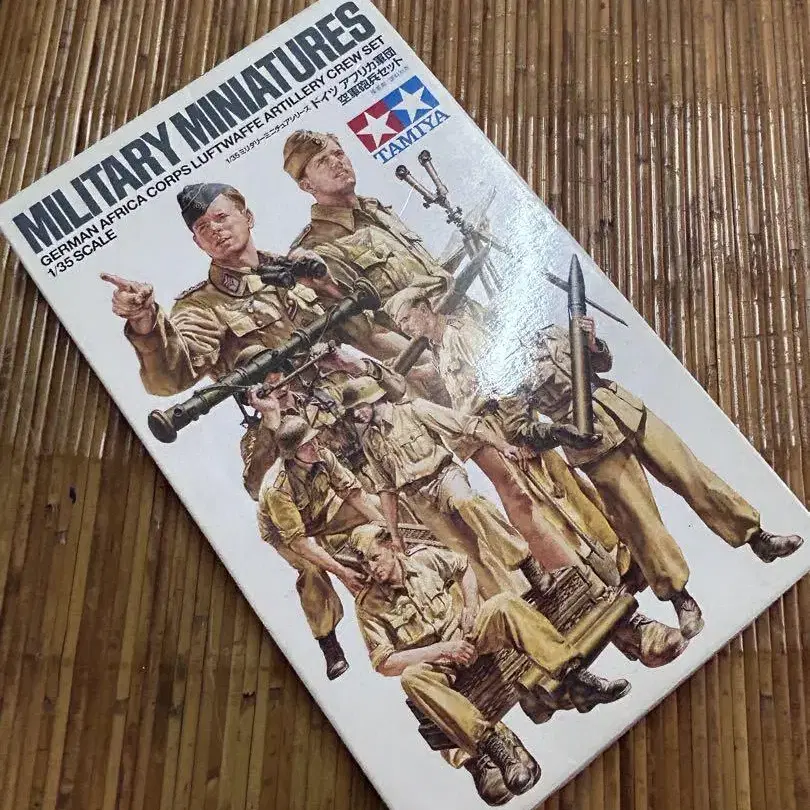 MILITARY MINIATURES
GERMAN AFRICA CORPS LUFTWAFFE ARTILLERY CREW SET
1/35 SCALE
1/35 ミリタリーミニチュアシリーズ ドイツ アフリカ軍団
空軍砲兵セット
TAMIYA